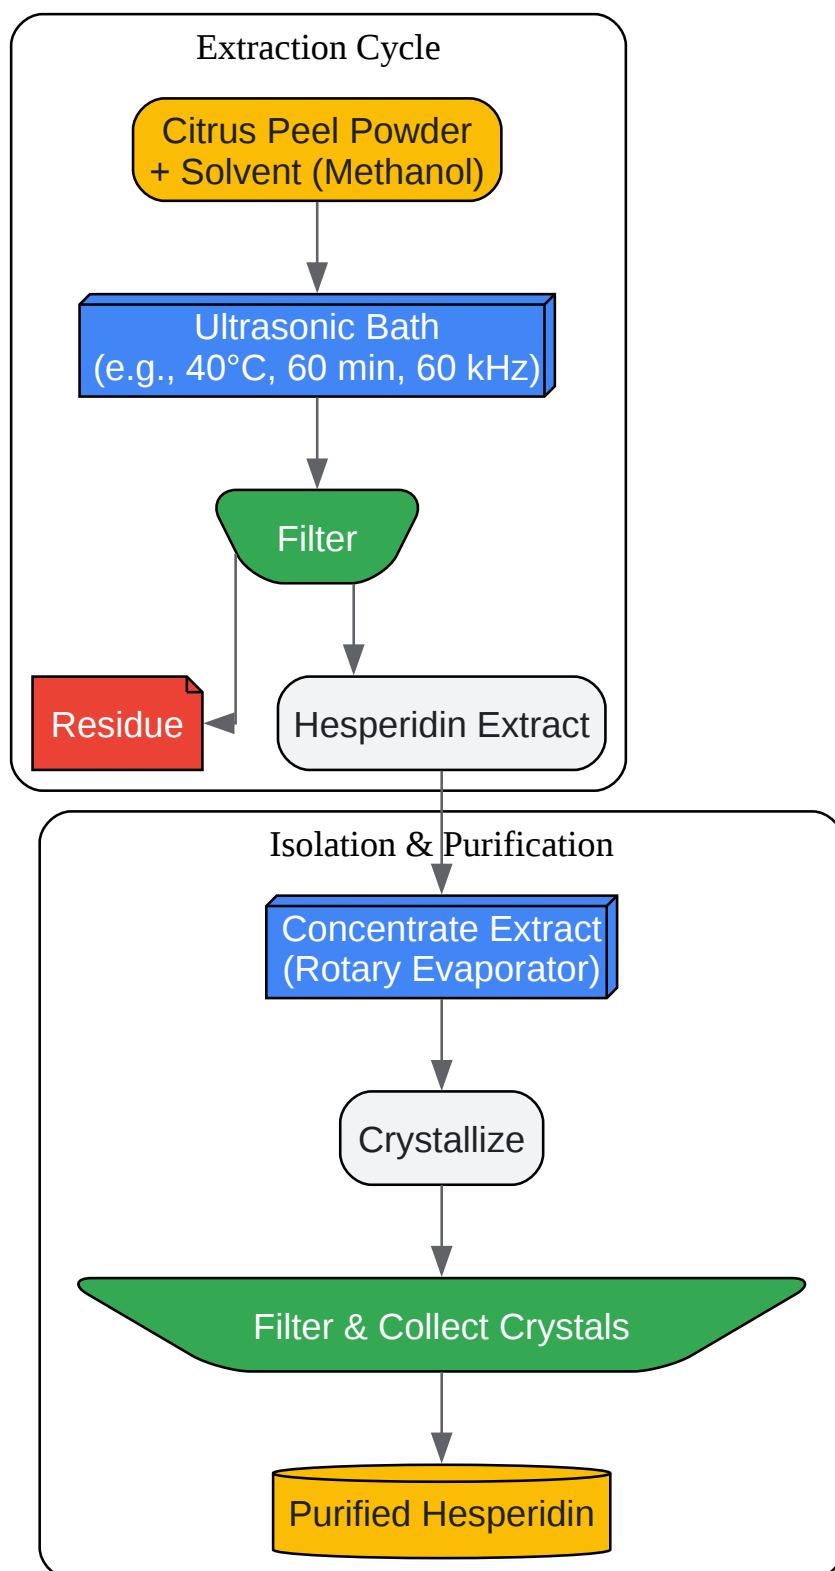 Extraction Cycle
Citrus Peel Powder
+ Solvent (Methanol)
Ultrasonic Bath
(e.g., 40°C, 60 min, 60 kHz)
Filter
Residue
Hesperidin Extract
Isolation & Purification
Concentrate Extract
(Rotary Evaporator)
Crystallize
Filter & Collect Crystals
Purified Hesperidin